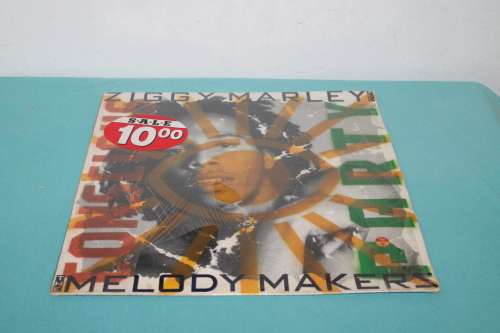 ZIGGY MARLEY
SALE
10.00
CONSCIOUS
PARTY
MELODY MAKERS